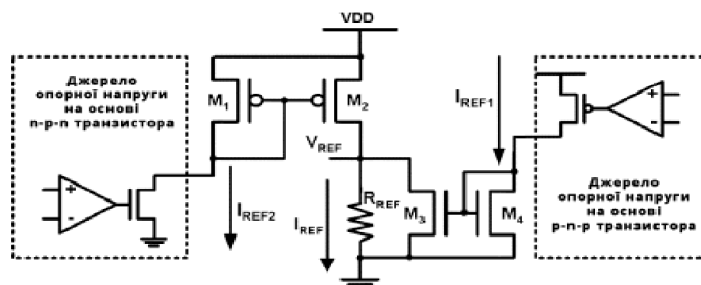 VDD
Джерело
опорної напруги
на основі
n-p-n транзистора
M1
M2
IREF1
VREF
IREF2
IREF
RREF
M3
M4
Джерело
опорної напруги
на основі
p-n-p транзистора
+
-
+
-